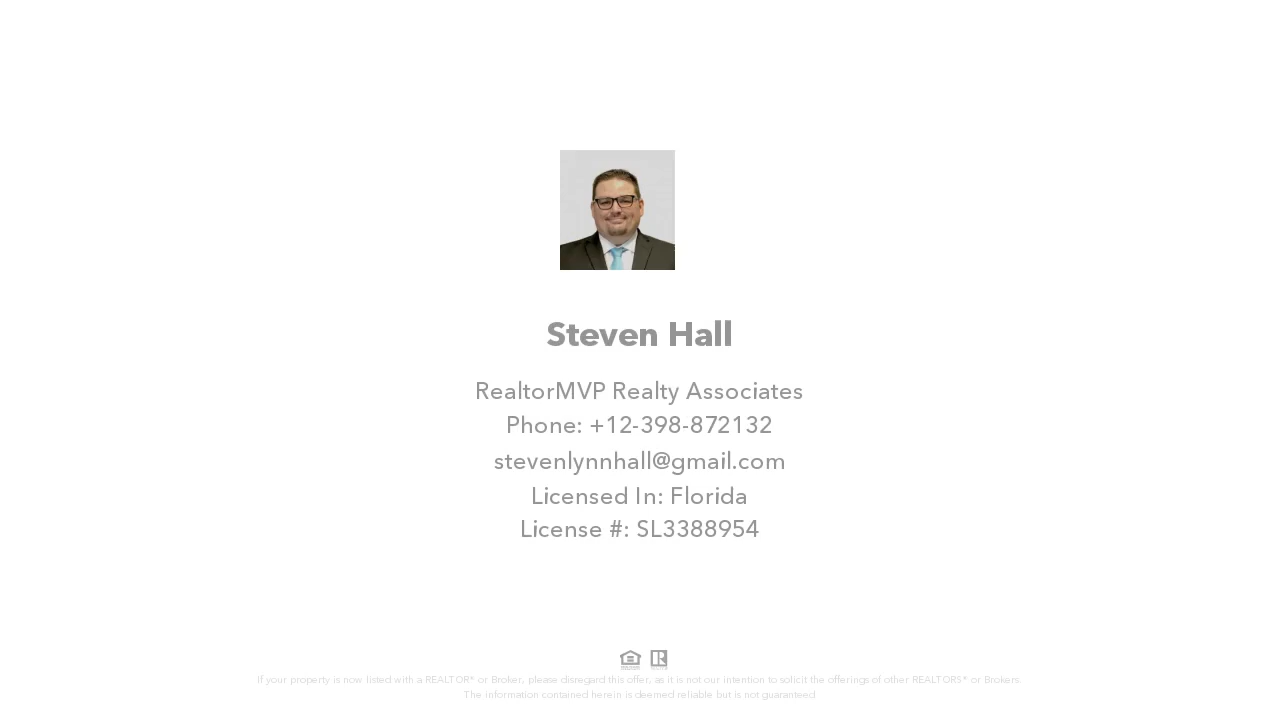 Steven Hall
RealtorMVP Realty Associates
Phone: +12-398-872132
stevenlynnhall@gmail.com
Licensed In: Florida
License #: SL3388954
If your property is now listed with a REALTOR® or Broker, please disregard this offer, as it is not our intention to solicit the offerings of other REALTORS® or Brokers.
The information contained herein is deemed reliable but is not guaranteed.